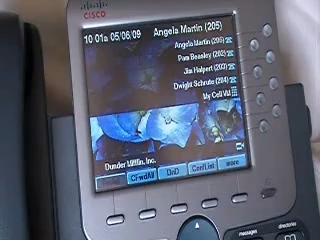 CISCO
10 01a 05/06/09 Angela Martin (205)
Angela Martin (205)
Pam Beasley (202)
Jim Halpert (203)
Dwight Schrute (204)
My Cell VM
Dunder Mifflin, Inc.
CFwdAll DnD ConfList more
messages directories